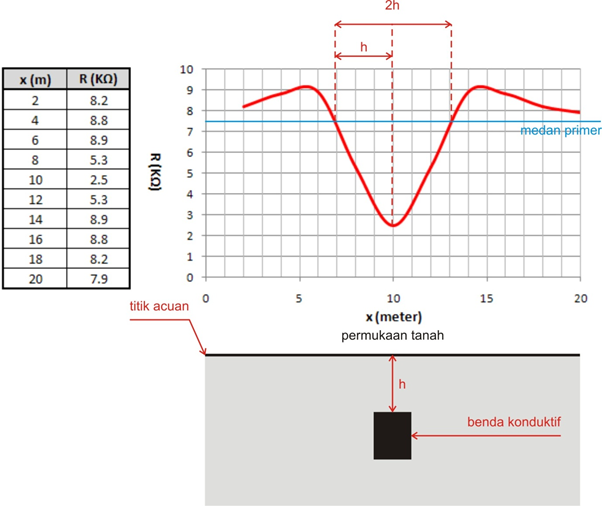 2h
h
x (m) R (KΩ)
2 8.2
4 8.8
6 8.9
8 5.3
10 2.5
12 5.3
14 8.9
16 8.8
18 8.2
20 7.9
R (KΩ)
10
9
8
7
6
5
4
3
2
1
0
medan primer
0 5 10 15 20
x (meter)
titik acuan
permukaan tanah
h
benda konduktif